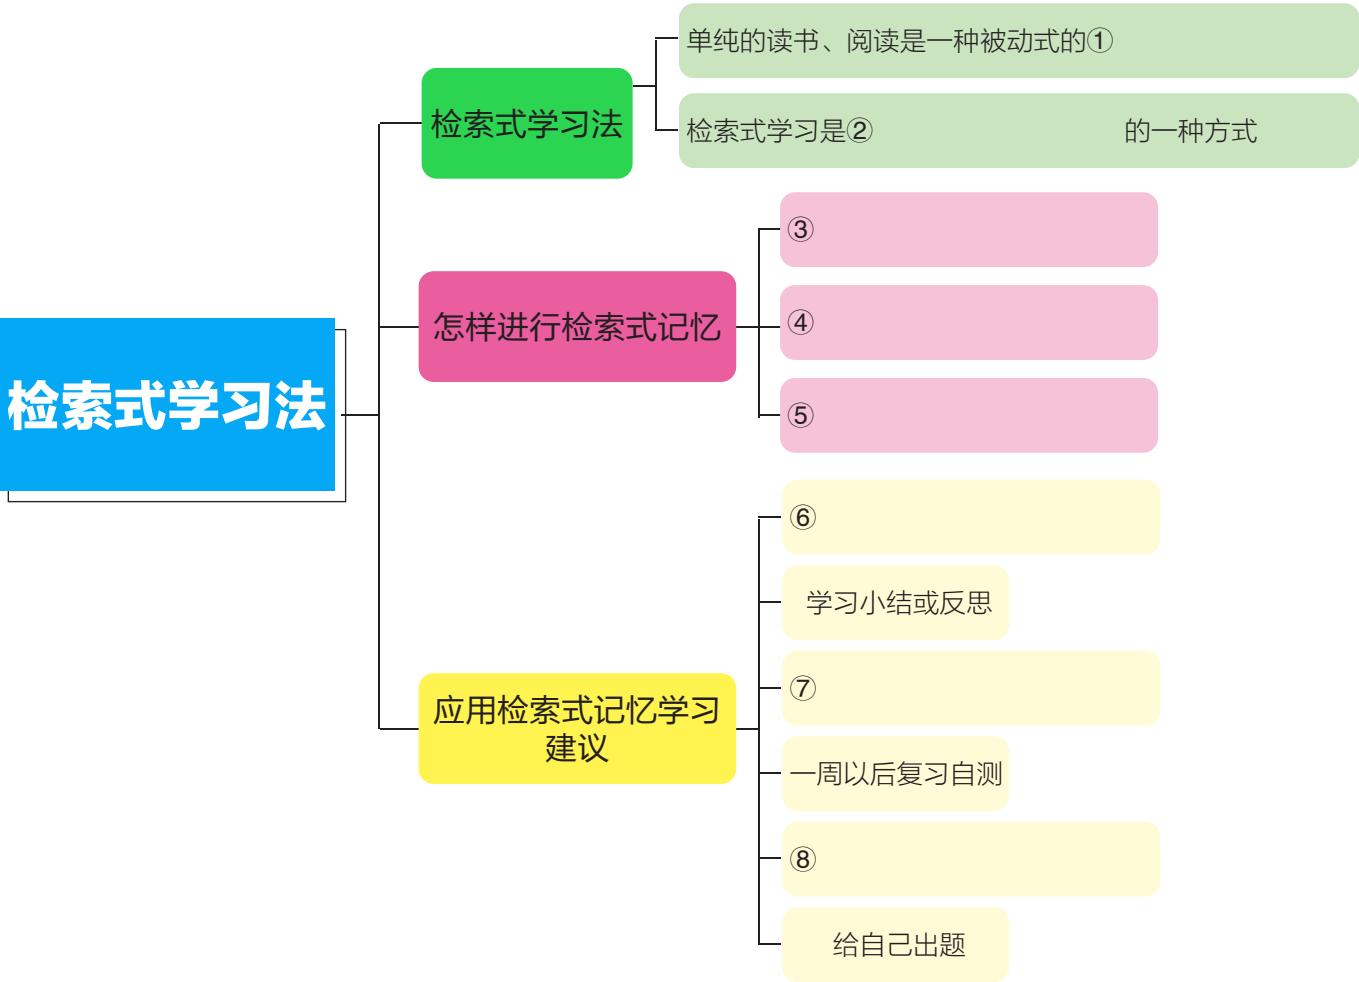 检索式学习法
检索式学习法
单纯的读书、阅读是一种被动式的①
检索式学习是② 的一种方式
怎样进行检索式记忆
③
④
⑤
应用检索式记忆学习
建议
⑥
学习小结或反思
⑦
一周以后复习自测
⑧
给自己出题